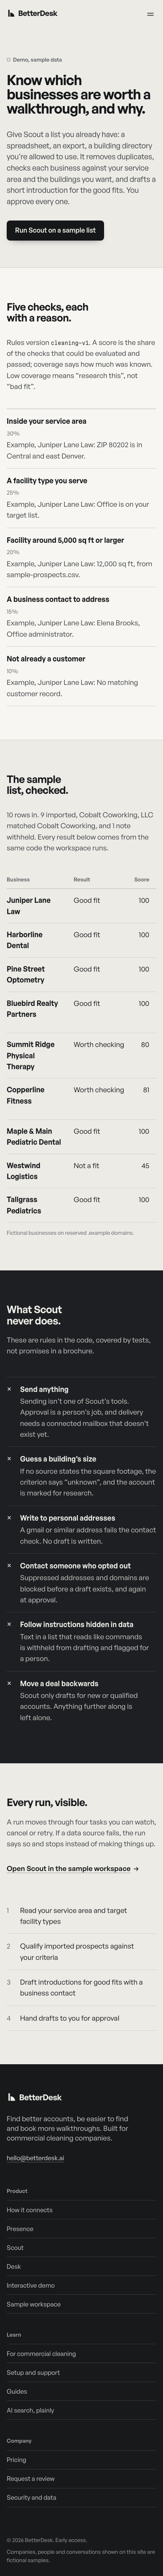 BetterDesk
Demo, sample data
Know which
businesses are worth a
walkthrough, and why.
Give Scout a list you already have: a
spreadsheet, an export, a building directory
you're allowed to use. It removes duplicates,
checks each business against your service
area and the buildings you want, and drafts a
short introduction for the good fits. You
approve every one.
Run Scout on a sample list
Five checks, each
with a reason.
Rules version cleaning-v1. A score is the share
of the checks that could be evaluated and
passed; coverage says how much was known.
Low coverage means "research this", not
"bad fit".
Inside your service area
30%
Example, Juniper Lane Law: ZIP 80202 is in
Central and east Denver.
A facility type you serve
25%
Example, Juniper Lane Law: Office is on your
target list.
Facility around 5,000 sq ft or larger
20%
Example, Juniper Lane Law: 12,000 sq ft, from
sample-prospects.csv.
A business contact to address
15%
Example, Juniper Lane Law: Elena Brooks,
Office administrator.
Not already a customer
10%
Example, Juniper Lane Law: No matching
customer record.
The sample
list, checked.
10 rows in. 9 imported, Cobalt Coworking, LLC
matched Cobalt Coworking, and 1 note
withheld. Every result below comes from the
same code the workspace runs.
Business Result Score
Juniper Lane
Law Good fit 100
Harborline
Dental Good fit 100
Pine Street
Optometry Good fit 100
Bluebird Realty
Partners Good fit 100
Summit Ridge
Physical
Therapy Worth checking 80
Copperline
Fitness Worth checking 81
Maple & Main
Pediatric Dental Good fit 100
Westwind
Logistics Not a fit 45
Tallgrass
Pediatrics Good fit 100
Fictional businesses on reserved .example domains.
What Scout
never does.
These are rules in the code, covered by tests,
not promises in a brochure.
Send anything
Sending isn't one of Scout's tools.
Approval is a person's job, and delivery
needs a connected mailbox that doesn't
exist yet.
Guess a building's size
If no source states the square footage, the
criterion says "unknown", and the account
is marked for research.
Write to personal addresses
A gmail or similar address fails the contact
check. No draft is written.
Contact someone who opted out
Suppressed addresses and domains are
blocked before a draft exists, and again
at approval.
Follow instructions hidden in data
Text in a list that reads like commands
is withheld from drafting and flagged for
a person.
Move a deal backwards
Scout only drafts for new or qualified
accounts. Anything further along is
left alone.
Every run, visible.
A run moves through four tasks you can watch,
cancel or retry. If a data source fails, the run
says so and stops instead of making things up.
Open Scout in the sample workspace →
1 Read your service area and target
facility types
2 Qualify imported prospects against
your criteria
3 Draft introductions for good fits with a
business contact
4 Hand drafts to you for approval
BetterDesk
Find better accounts, be easier to find
and book more walkthroughs. Built for
commercial cleaning companies.
hello@betterdesk.ai
Product
How it connects
Presence
Scout
Desk
Interactive demo
Sample workspace
Learn
For commercial cleaning
Setup and support
Guides
AI search, plainly
Company
Pricing
Request a review
Security and data
© 2026 BetterDesk. Early access.
Companies, people and conversations shown on this site are
fictional samples.